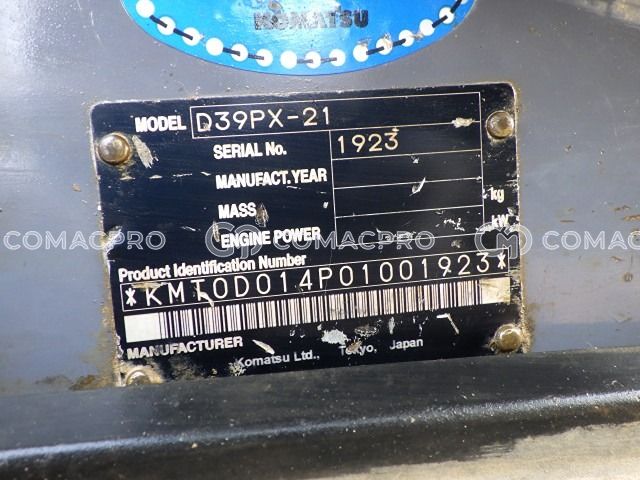 KOMATSU
MODEL D39PX-21
SERIAL No. 1923
MANUFACT.YEAR
MASS kg
ENGINE POWER kW
COMACPRO COMACPRO COMACPRO
Product Identification Number
*KMT0D014P01001923*
MANUFACTURER
Komatsu Ltd., Tokyo, Japan